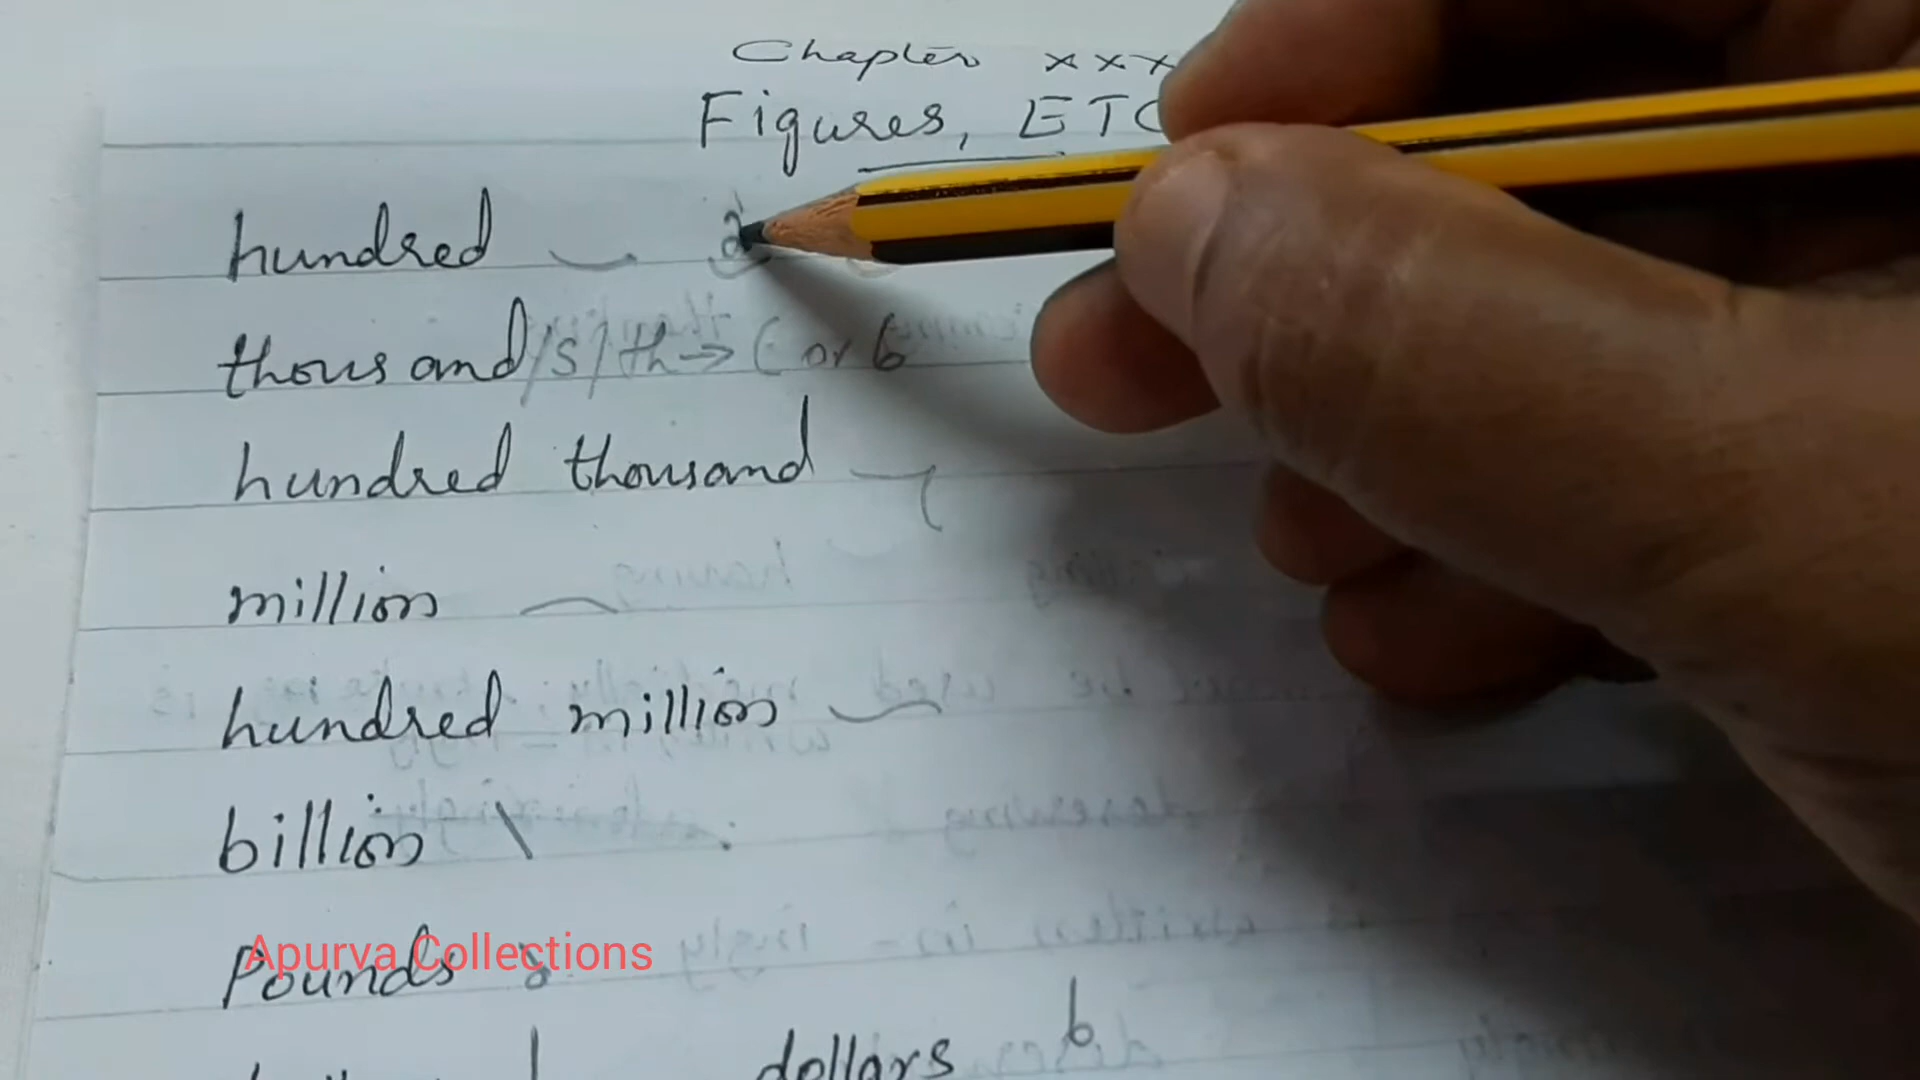 Chapter XXX
Figures, ETC
hundred 2
thousand/s/th → ( or 6
hundred thousand
million
hundred million
billion \
Pounds
Apurva Collections
dollars